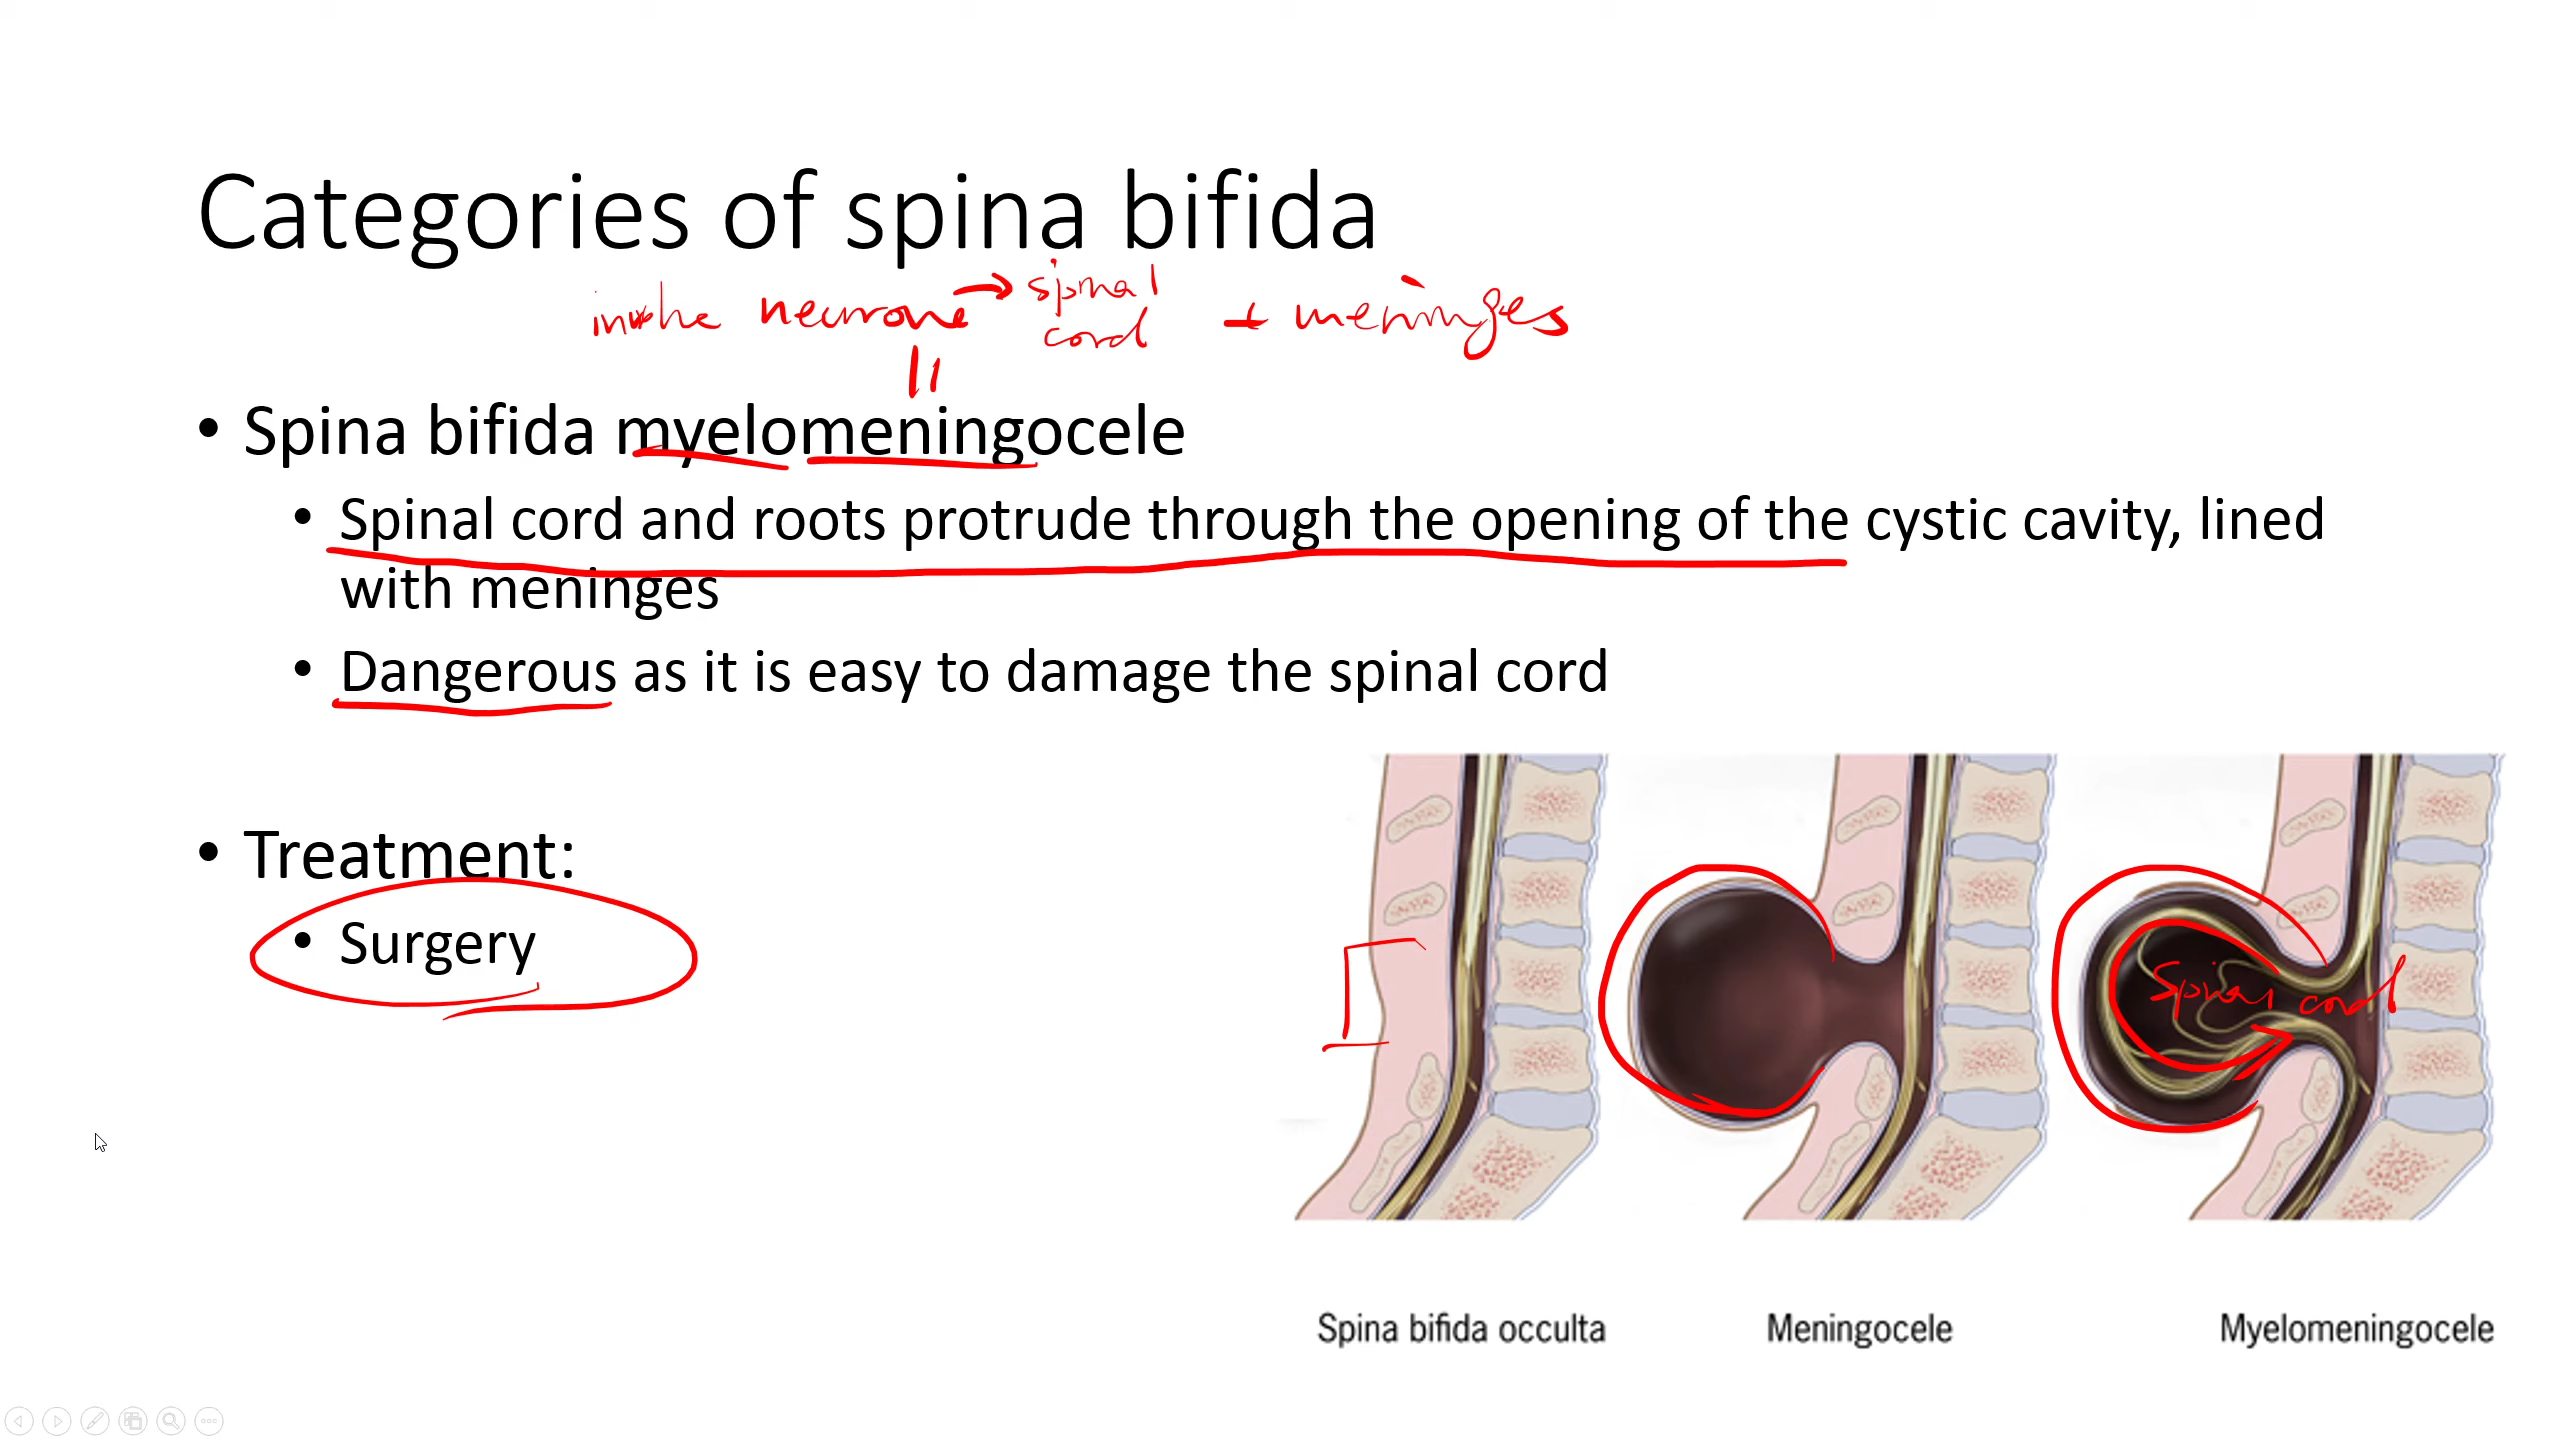 Categories of spina bifida
involve neurone → spinal cord + meninges
• Spina bifida myelomeningocele
• Spinal cord and roots protrude through the opening of the cystic cavity, lined
with meninges
• Dangerous as it is easy to damage the spinal cord
• Treatment:
• Surgery
Spinal cord
Spina bifida occulta
Meningocele
Myelomeningocele